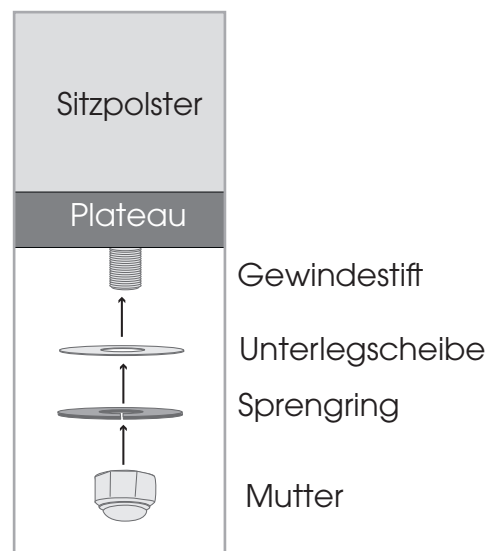 Sitzpolster
Plateau
Gewindestift
Unterlegscheibe
Sprengring
Mutter